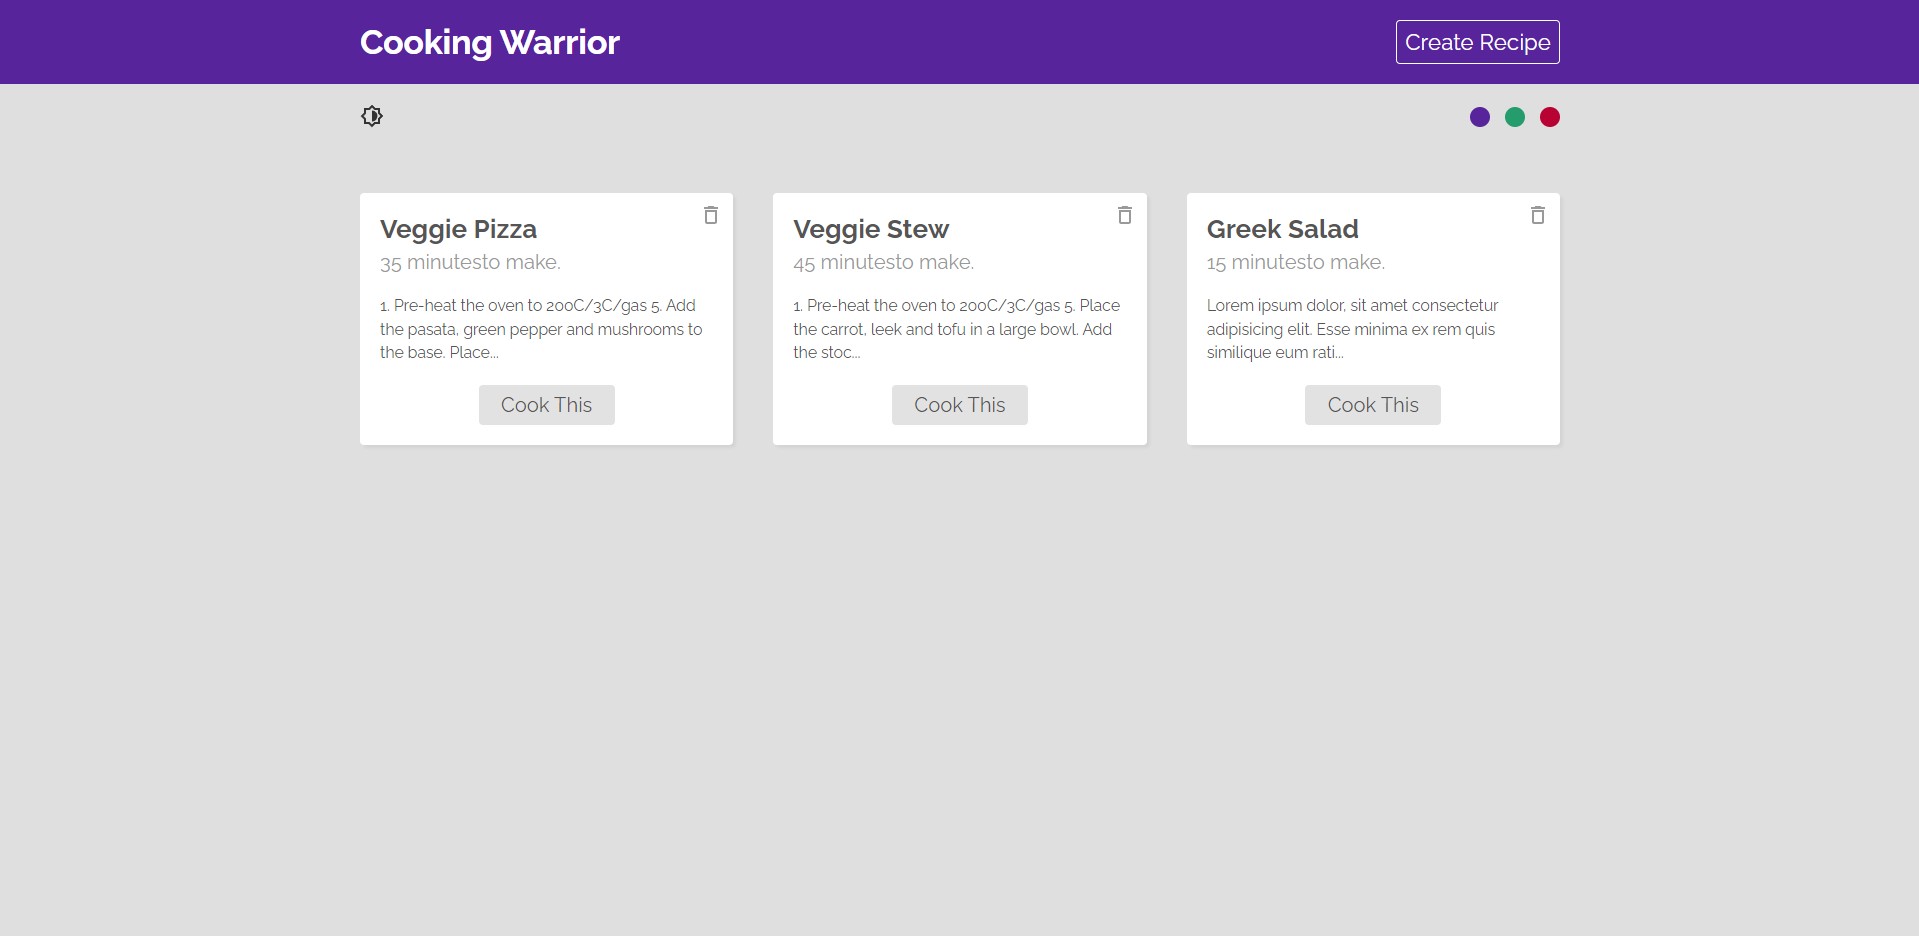 Cooking Warrior
Create Recipe
Veggie Pizza
35 minutesto make.
1. Pre-heat the oven to 200C/3C/gas 5. Add
the pasata, green pepper and mushrooms to
the base. Place...
Cook This
Veggie Stew
45 minutesto make.
1. Pre-heat the oven to 200C/3C/gas 5. Place
the carrot, leek and tofu in a large bowl. Add
the stoc...
Cook This
Greek Salad
15 minutesto make.
Lorem ipsum dolor, sit amet consectetur
adipisicing elit. Esse minima ex rem quis
similique eum rati...
Cook This